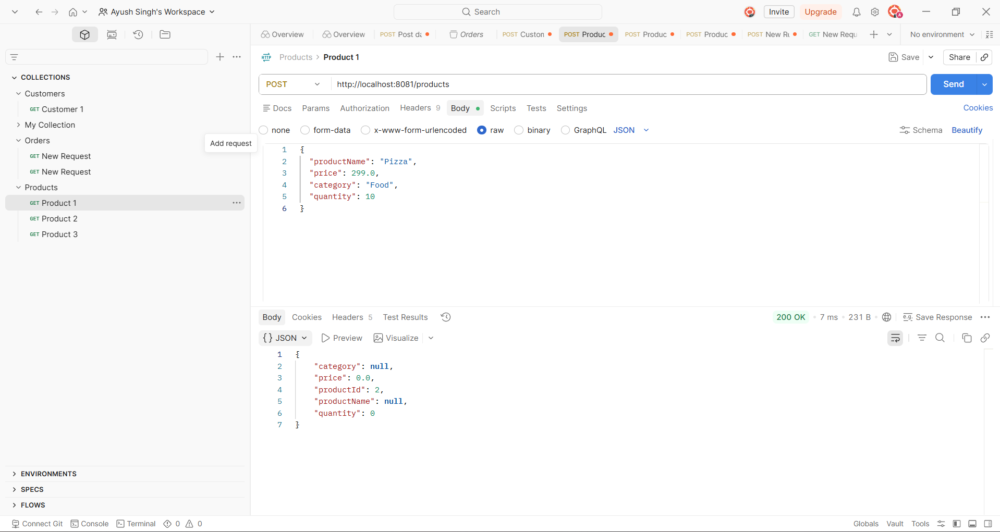 Ayush Singh's Workspace
Search
Invite
Upgrade
A
Overview
Overview
POST Post da
Orders
POST Custon
POST Produc
POST Produc
POST Produc
POST New Re
GET New Requ
No environment
COLLECTIONS
Customers
GET Customer 1
My Collection
Orders
GET New Request
GET New Request
Products
GET Product 1
GET Product 2
GET Product 3
Add request
ENVIRONMENTS
SPECS
FLOWS
HTTP Products > Product 1
Save
Share
POST http://localhost:8081/products
Send
Docs Params Authorization Headers 9 Body Scripts Tests Settings
Cookies
none form-data x-www-form-urlencoded raw binary GraphQL JSON
Schema
Beautify
1 {
2 "productName": "Pizza",
3 "price": 299.0,
4 "category": "Food",
5 "quantity": 10
6 }
Body Cookies Headers 5 Test Results
200 OK • 7 ms • 231 B •
e.g. Save Response
{} JSON Preview Visualize
1 {
2 "category": null,
3 "price": 0.0,
4 "productId": 2,
5 "productName": null,
6 "quantity": 0
7 }
Connect Git Console Terminal 0 0
Globals Vault Tools